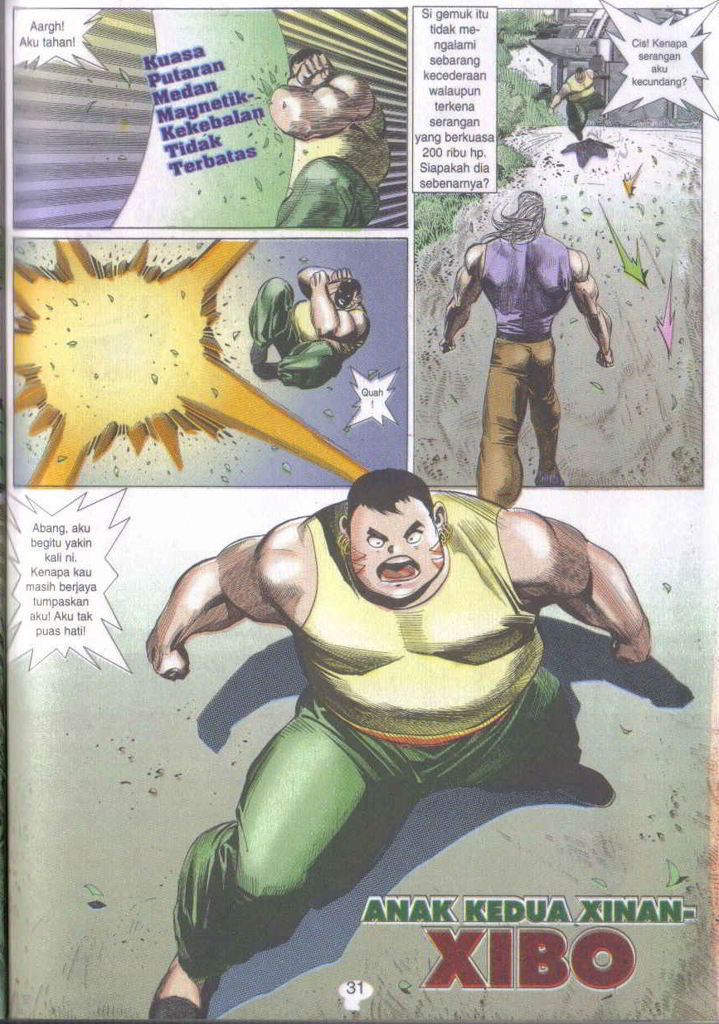 Aargh!
Aku tahan!
Kuasa
Putaran
Medan
Magnetik-
Kekebalan
Tidak
Terbatas
Si gemuk itu
tidak me-
ngalami
sebarang
kecederaan
walaupun
terkena
serangan
yang berkuasa
200 ribu hp.
Siapakah dia
sebenarnya?
Cis! Kenapa
serangan
aku
kecundang?
Quah
!
Abang, aku
begitu yakin
kali ni.
Kenapa kau
masih berjaya
tumpaskan
aku! Aku tak
puas hati!
ANAK KEDUA XINAN-
XIBO
31